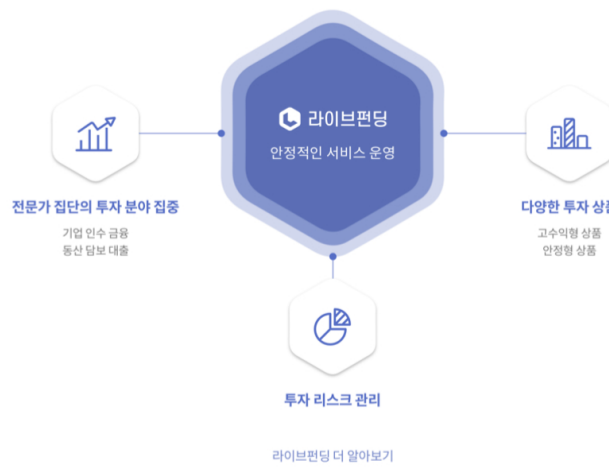 라이브펀딩
안정적인 서비스 운영
전문가 집단의 투자 분야 집중
기업 인수 금융
동산 담보 대출
다양한 투자
고수익형 상품
안정형 상품
투자 리스크 관리
라이브펀딩 더 알아보기